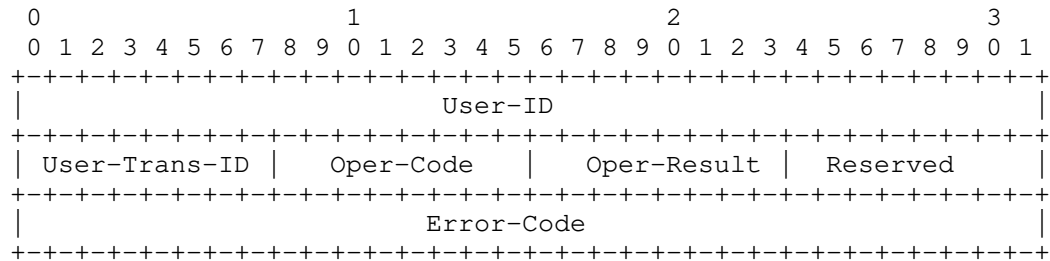 0                   1                   2                   3
 0 1 2 3 4 5 6 7 8 9 0 1 2 3 4 5 6 7 8 9 0 1 2 3 4 5 6 7 8 9 0 1
+-+-+-+-+-+-+-+-+-+-+-+-+-+-+-+-+-+-+-+-+-+-+-+-+-+-+-+-+-+-+-+-+
|                          User-ID                              |
+-+-+-+-+-+-+-+-+-+-+-+-+-+-+-+-+-+-+-+-+-+-+-+-+-+-+-+-+-+-+-+-+
| User-Trans-ID |   Oper-Code   |   Oper-Result |  Reserved     |
+-+-+-+-+-+-+-+-+-+-+-+-+-+-+-+-+-+-+-+-+-+-+-+-+-+-+-+-+-+-+-+-+
|                         Error-Code                            |
+-+-+-+-+-+-+-+-+-+-+-+-+-+-+-+-+-+-+-+-+-+-+-+-+-+-+-+-+-+-+-+-+